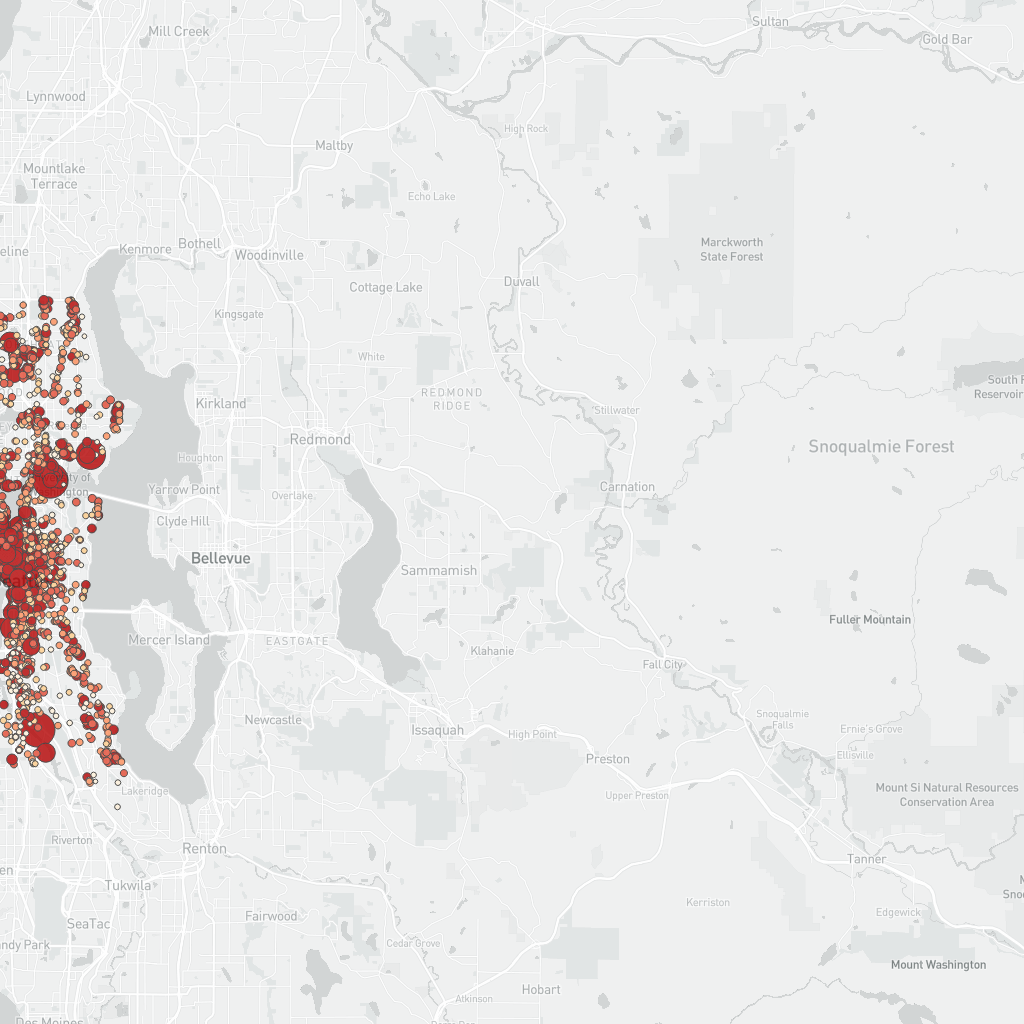 Sultan
Mill Creek
Gold Bar
Lynnwood
High Rock
Maltby
Mountlake
Terrace
Echo Lake
Kenmore
Bothell
Woodinville
eline
Marckworth
State Forest
Duvall
Cottage Lake
Kingsgate
White
South F
Reservoir
REDMOND
RIDGE
Kirkland
Stillwater
Redmond
Snoqualmie Forest
Houghton
Yarrow Point
Overlake
Carnation
Clyde Hill
Bellevue
Sammamish
Fuller Mountain
Mercer Island
EASTGATE
Klahanie
Fall City
Newcastle
Issaquah
High Point
Snoqualmie
Falls
Ernie's Grove
Ellisville
Preston
Lakeridge
Upper Preston
Mount Si Natural Resources
Conservation Area
Riverton
Renton
Tanner
en
Tukwila
SeaTac
Fairwood
Kerriston
Edgewick
M
Snoq
ndy Park
Cedar Grove
Mount Washington
Hobart
Atkinson
Des Moines